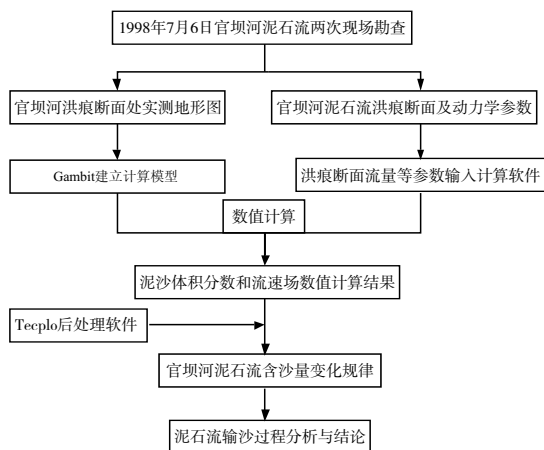 1998年7月6日官坝河泥石流两次现场勘查
官坝河洪痕断面处实测地形图
官坝河泥石流洪痕断面及动力学参数
Gambit建立计算模型
洪痕断面流量等参数输入计算软件
数值计算
泥沙体积分数和流速场数值计算结果
Tecplo后处理软件
官坝河泥石流含沙量变化规律
泥石流输沙过程分析与结论